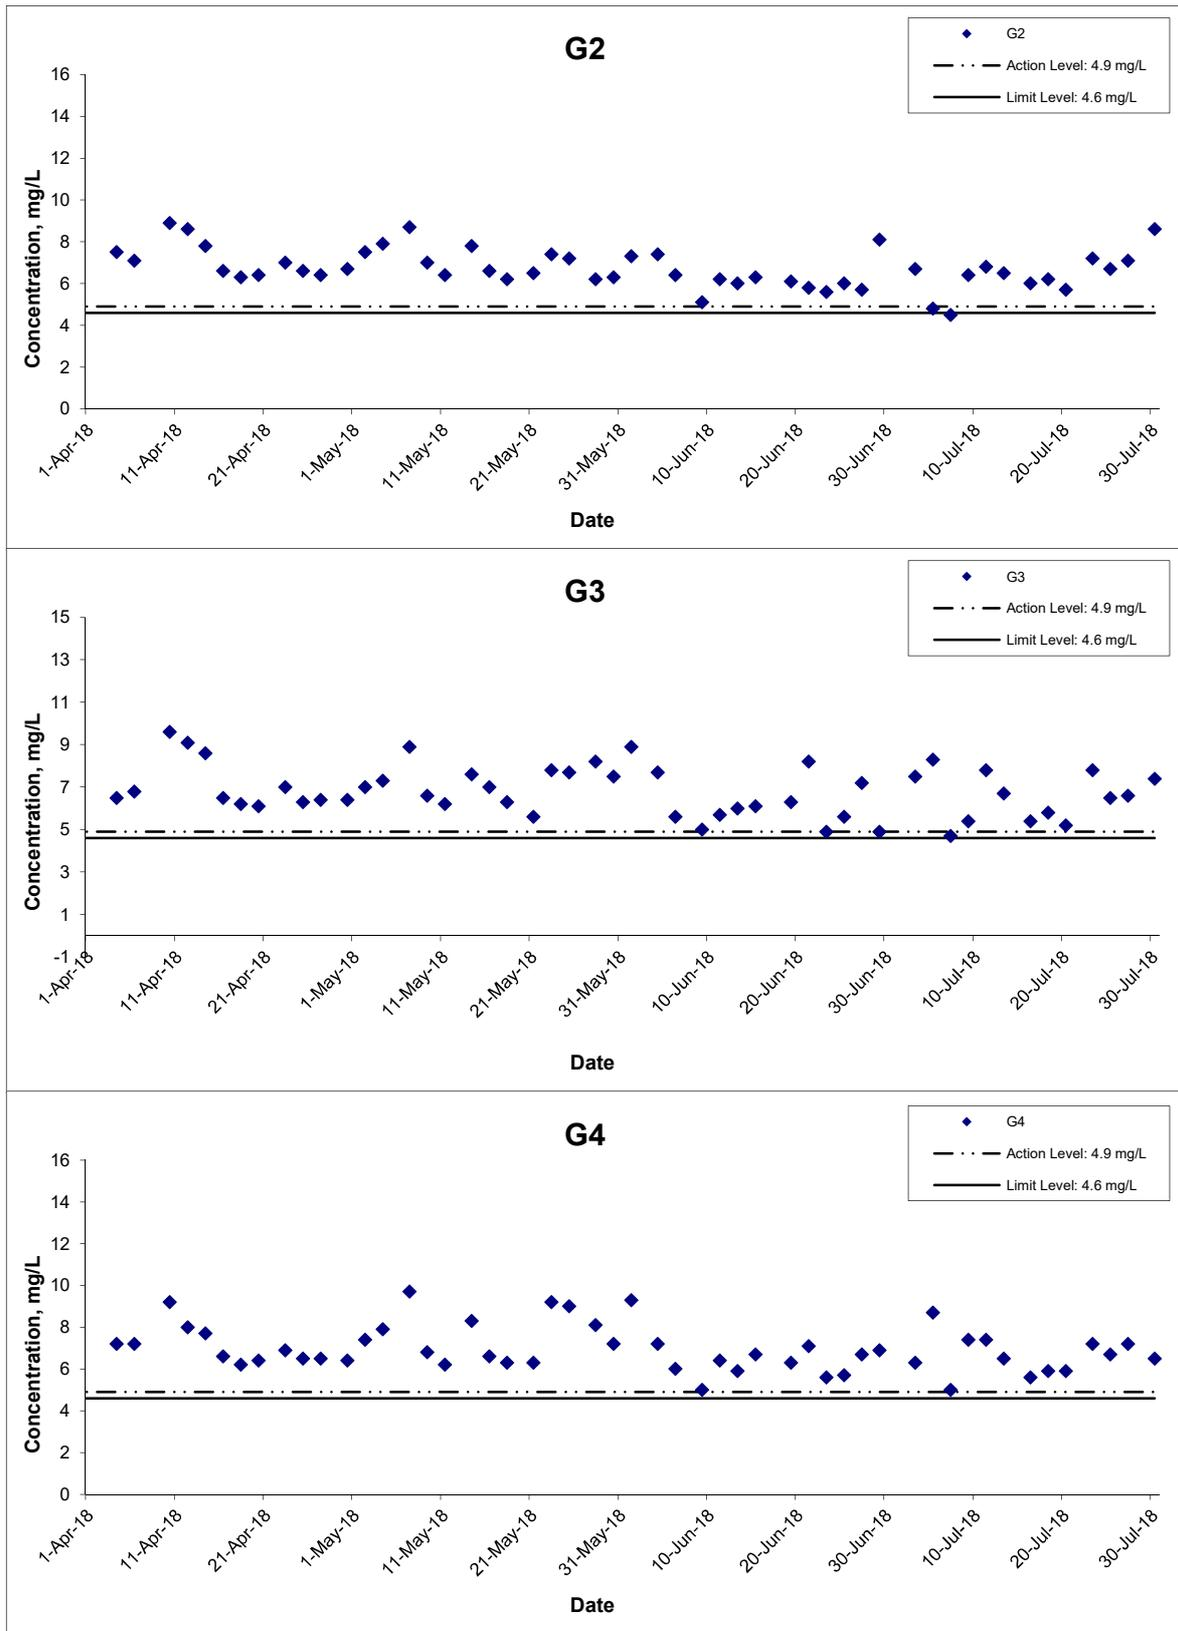 G2
G2
Action Level: 4.9 mg/L
Limit Level: 4.6 mg/L
Concentration, mg/L
16
14
12
10
8
6
4
2
0
1-Apr-18
11-Apr-18
21-Apr-18
1-May-18
11-May-18
21-May-18
31-May-18
10-Jun-18
20-Jun-18
30-Jun-18
10-Jul-18
20-Jul-18
30-Jul-18
Date
G3
G3
Action Level: 4.9 mg/L
Limit Level: 4.6 mg/L
Concentration, mg/L
15
13
11
9
7
5
3
1
-1
1-Apr-18
11-Apr-18
21-Apr-18
1-May-18
11-May-18
21-May-18
31-May-18
10-Jun-18
20-Jun-18
30-Jun-18
10-Jul-18
20-Jul-18
30-Jul-18
Date
G4
G4
Action Level: 4.9 mg/L
Limit Level: 4.6 mg/L
Concentration, mg/L
16
14
12
10
8
6
4
2
0
1-Apr-18
11-Apr-18
21-Apr-18
1-May-18
11-May-18
21-May-18
31-May-18
10-Jun-18
20-Jun-18
30-Jun-18
10-Jul-18
20-Jul-18
30-Jul-18
Date